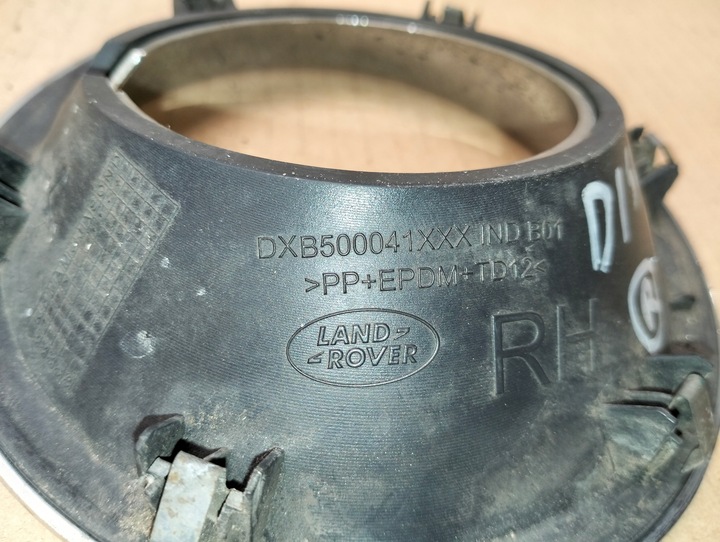 DXB500041XXX IND B01
>PP+EPDM+TD12<
LAND
ROVER
RH